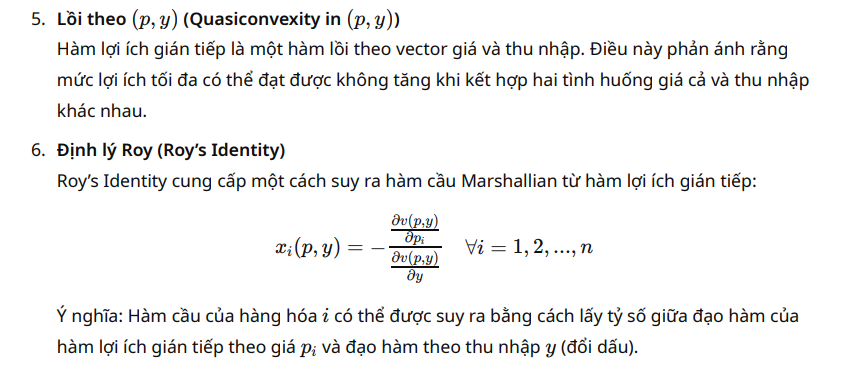 5. Lồi theo (p, y) (Quasiconvexity in (p, y))
Hàm lợi ích gián tiếp là một hàm lồi theo vector giá và thu nhập. Điều này phản ánh rằng
mức lợi ích tối đa có thể đạt được không tăng khi kết hợp hai tình huống giá cả và thu nhập
khác nhau.
6. Định lý Roy (Roy’s Identity)
Roy’s Identity cung cấp một cách suy ra hàm cầu Marshallian từ hàm lợi ích gián tiếp:
x_i(p, y) = − \frac{\frac{∂v(p,y)}{∂p_i}}{\frac{∂v(p,y)}{∂y}} ∀i = 1, 2, ..., n
Ý nghĩa: Hàm cầu của hàng hóa i có thể được suy ra bằng cách lấy tỷ số giữa đạo hàm của
hàm lợi ích gián tiếp theo giá p_i và đạo hàm theo thu nhập y (đổi dấu).